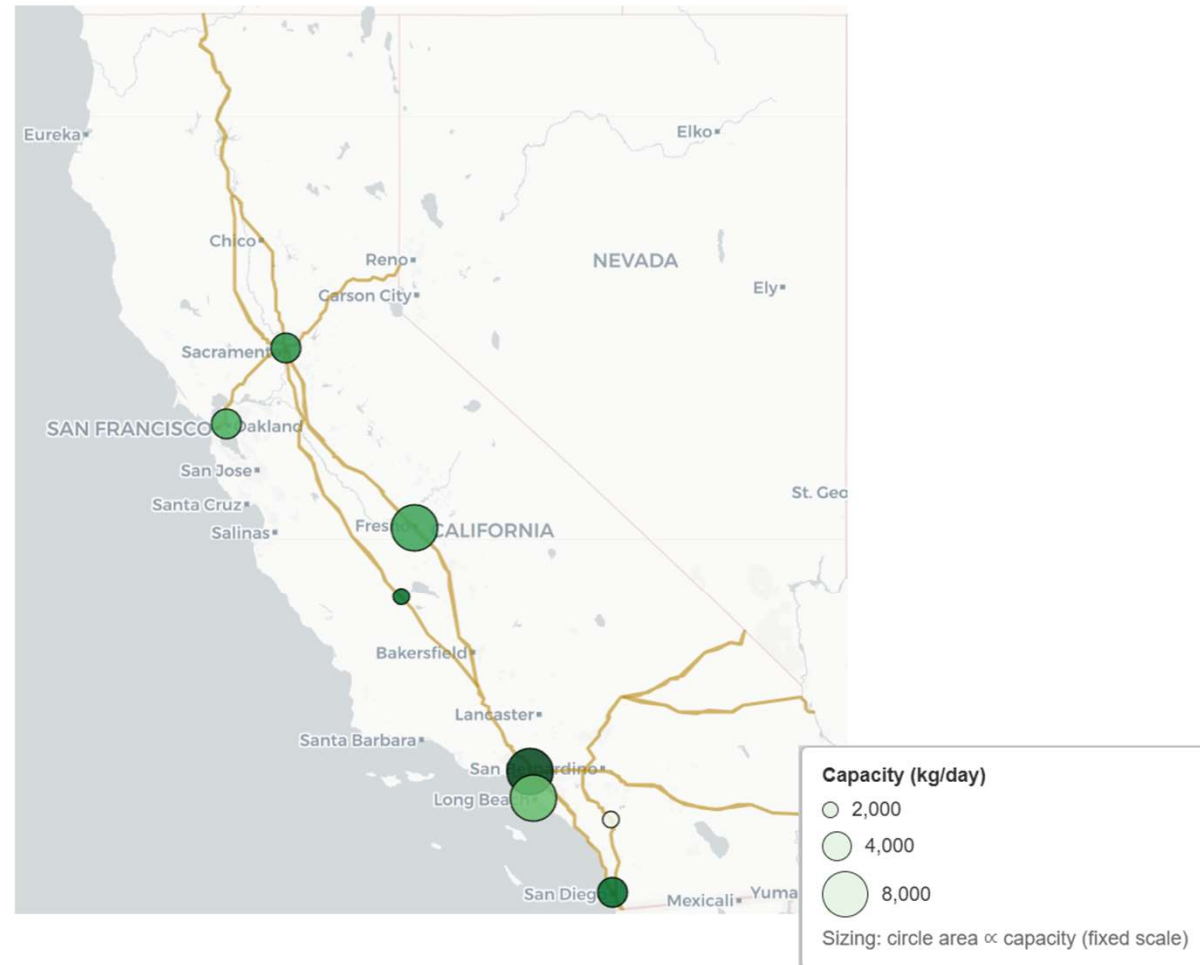 Eureka
Elko
Chico
Reno
NEVADA
Carson City
Ely
Sacrament
SAN FRANCISCO
Oakland
San Jose
St. Geo
Santa Cruz
Salinas
Fresno
CALIFORNIA
Bakersfield
Lancaster
Santa Barbara
San Bernardino
Long Beach
San Diego
Mexicali
Yuma
Capacity (kg/day)
2,000
4,000
8,000
Sizing: circle area ∝ capacity (fixed scale)